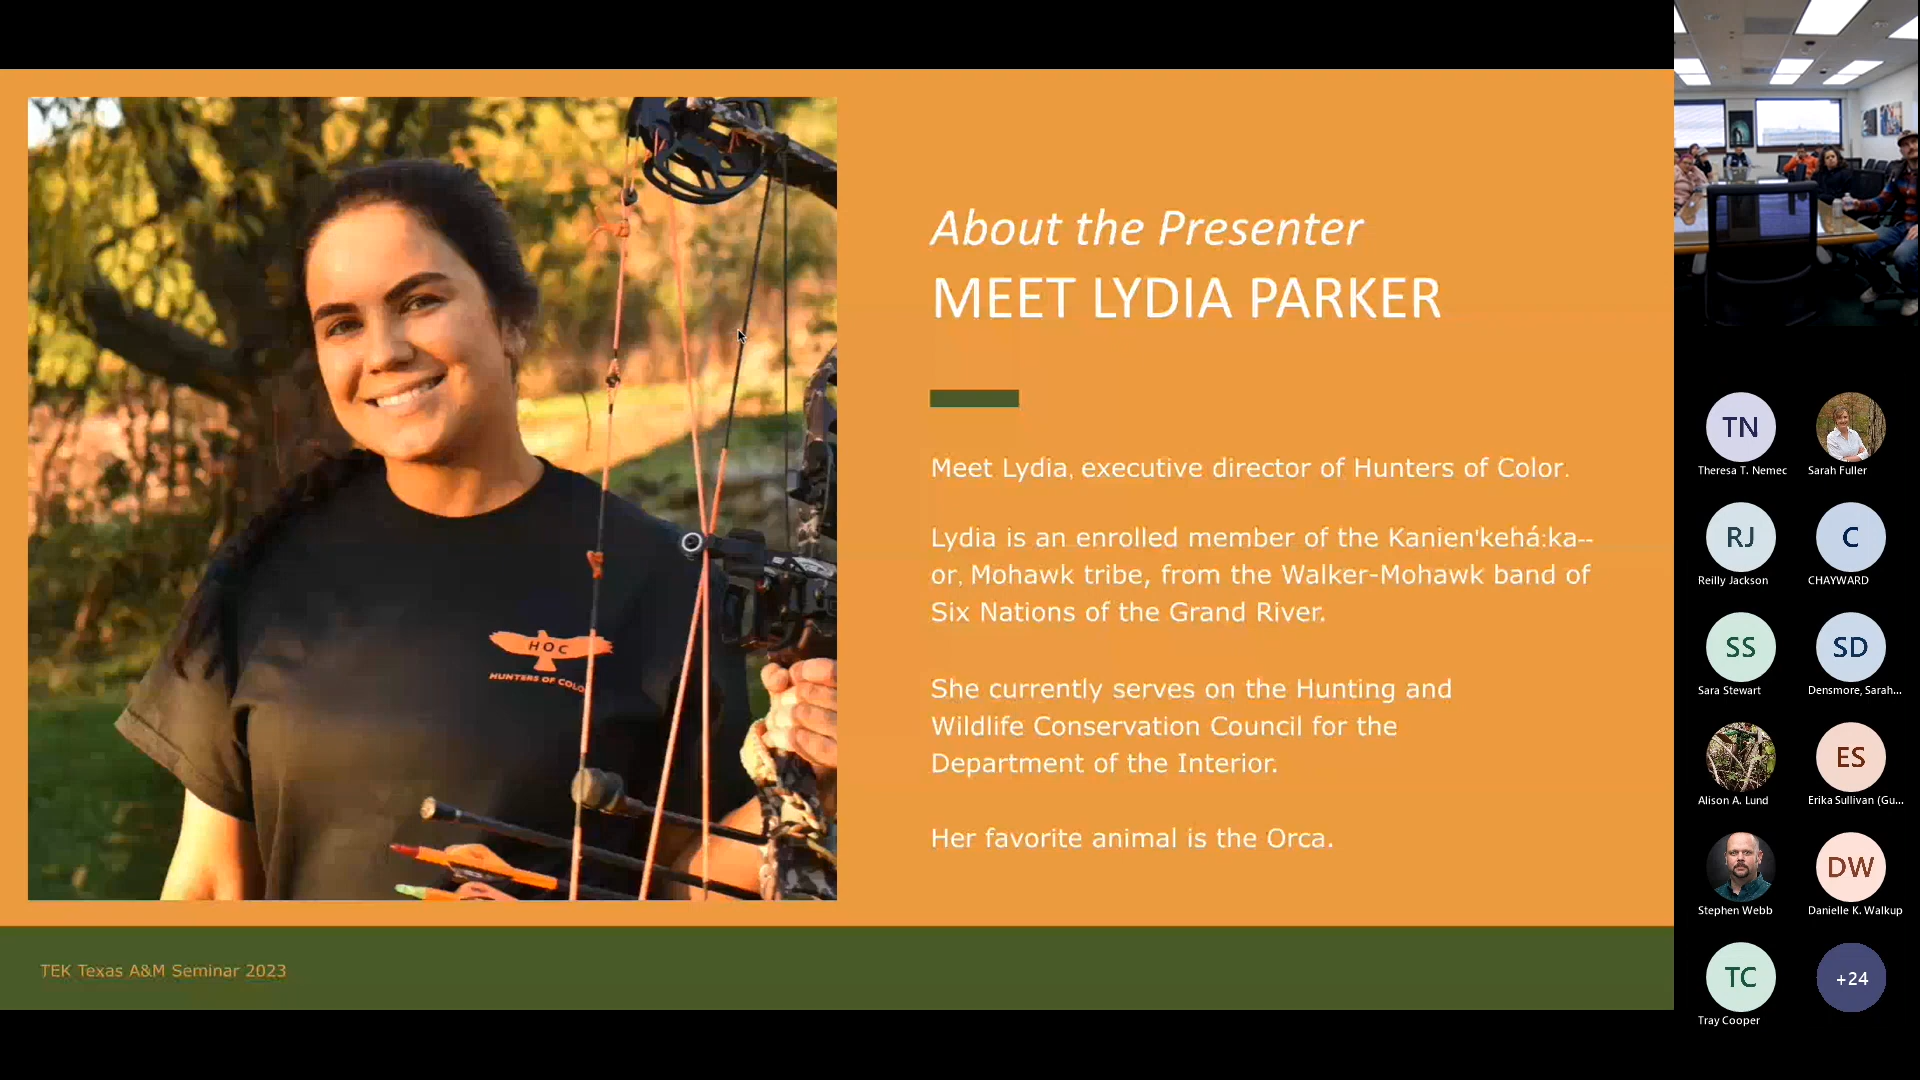 About the Presenter
MEET LYDIA PARKER
Meet Lydia, executive director of Hunters of Color.
Lydia is an enrolled member of the Kanien'kehá:ka--
or, Mohawk tribe, from the Walker-Mohawk band of
Six Nations of the Grand River.
She currently serves on the Hunting and
Wildlife Conservation Council for the
Department of the Interior.
Her favorite animal is the Orca.
HOC
HUNTERS OF COLO
TEK Texas A&M Seminar 2023
TN
Theresa T. Nemec
Sarah Fuller
RJ
Reilly Jackson
C
CHAYWARD
SS
Sara Stewart
SD
Densmore, Sarah...
Alison A. Lund
ES
Erika Sullivan (Gu...
Stephen Webb
DW
Danielle K. Walkup
TC
Tray Cooper
+24